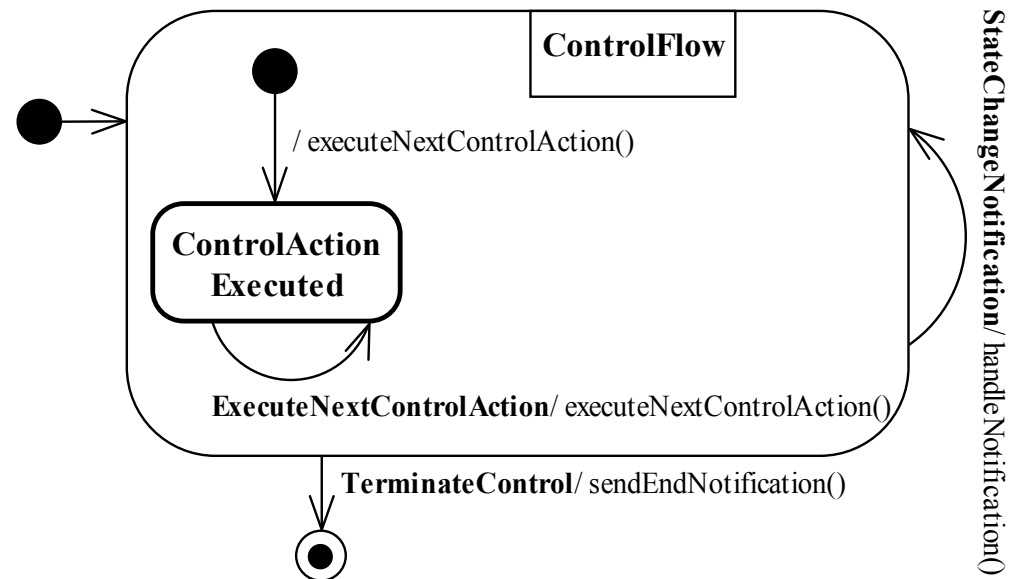 ControlFlow
/ executeNextControlAction()
ControlAction
Executed
ExecuteNextControlAction/ executeNextControlAction()
TerminateControl/ sendEndNotification()
StateChangeNotification/ handleNotification()